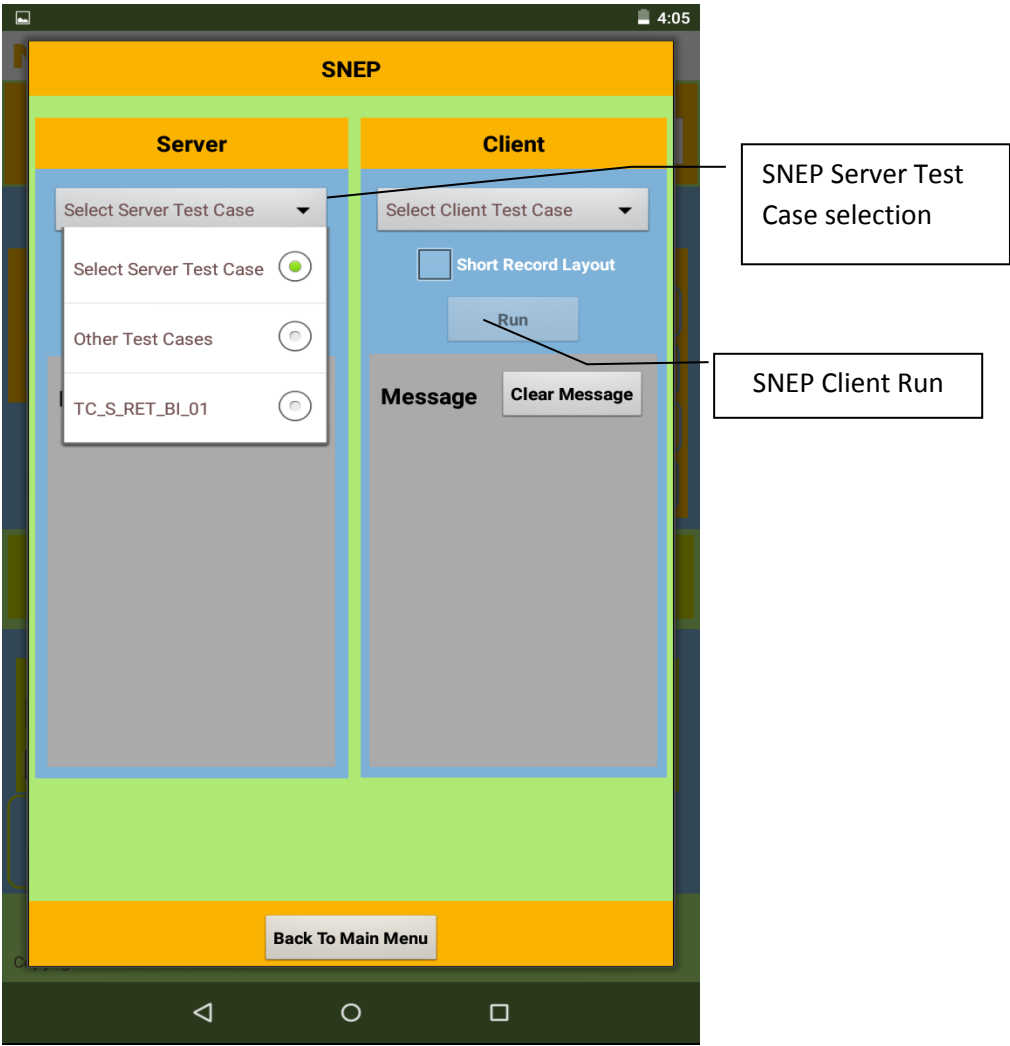 4:05
SNEP
Server
Client
Select Server Test Case
Select Client Test Case
Select Server Test Case
Short Record Layout
Other Test Cases
Run
TC_S_RET_BI_01
Message
Clear Message
Back To Main Menu
SNEP Server Test
Case selection
SNEP Client Run